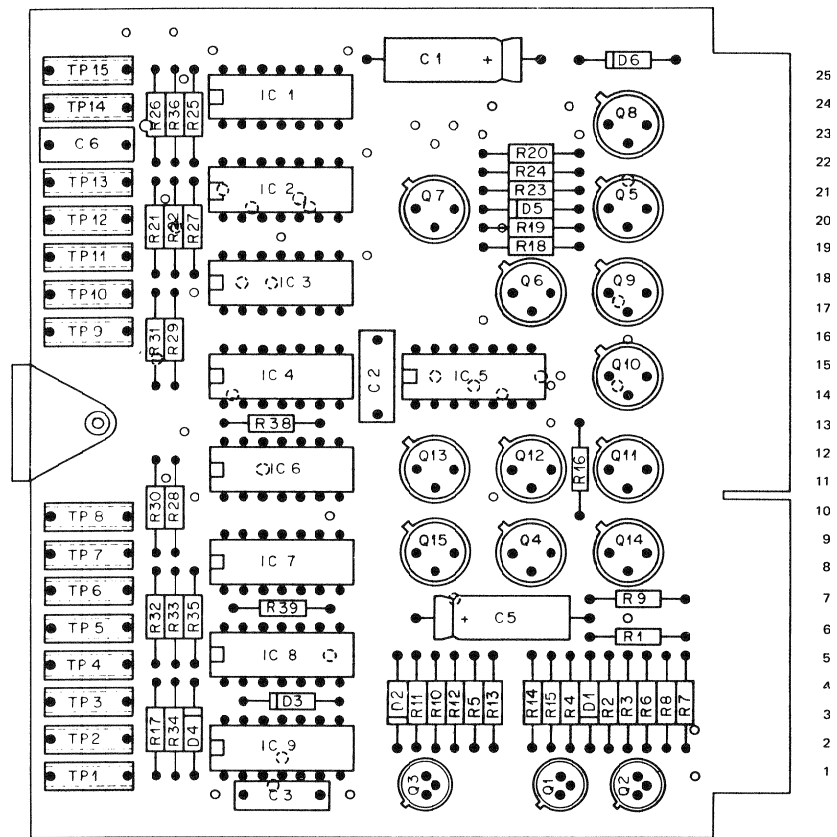 C1 +
D6
TP15
TP14
C6
TP13
TP12
TP11
TP10
TP9
R26 R36 R25
IC 1
Q8
R20
R24
R23
D5
R19
R18
IC 2
Q7
Q5
R21 R22 R27
IC 3
Q6
Q9
R31 R29
IC 4
C2
IC 5
Q10
R38
IC 6
Q13
Q12
R16
Q11
R30 R28
TP8
TP7
TP6
TP5
TP4
TP3
TP2
TP1
IC 7
Q15
Q4
Q14
R39
R32 R33 R35
+ C5
R9
R1
IC 8
D3
D2 R11 R10 R12 R5 R13
R14 R15 R4 D1 R2 R3 R6 R8 R7
R17 R34 D4
IC 9
C3
Q3
Q1
Q2
25
24
23
22
21
20
19
18
17
16
15
14
13
12
11
10
9
8
7
6
5
4
3
2
1